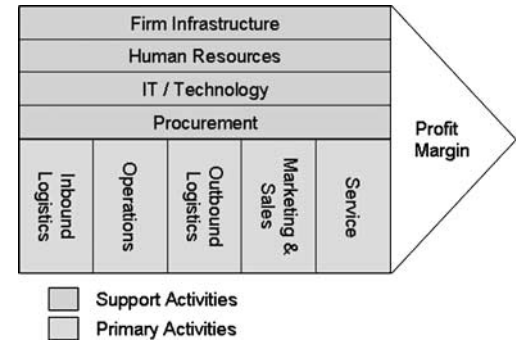 Firm Infrastructure
Human Resources
IT / Technology
Procurement
Inbound
Logistics
Operations
Outbound
Logistics
Marketing &
Sales
Service
Profit
Margin
Support Activities
Primary Activities